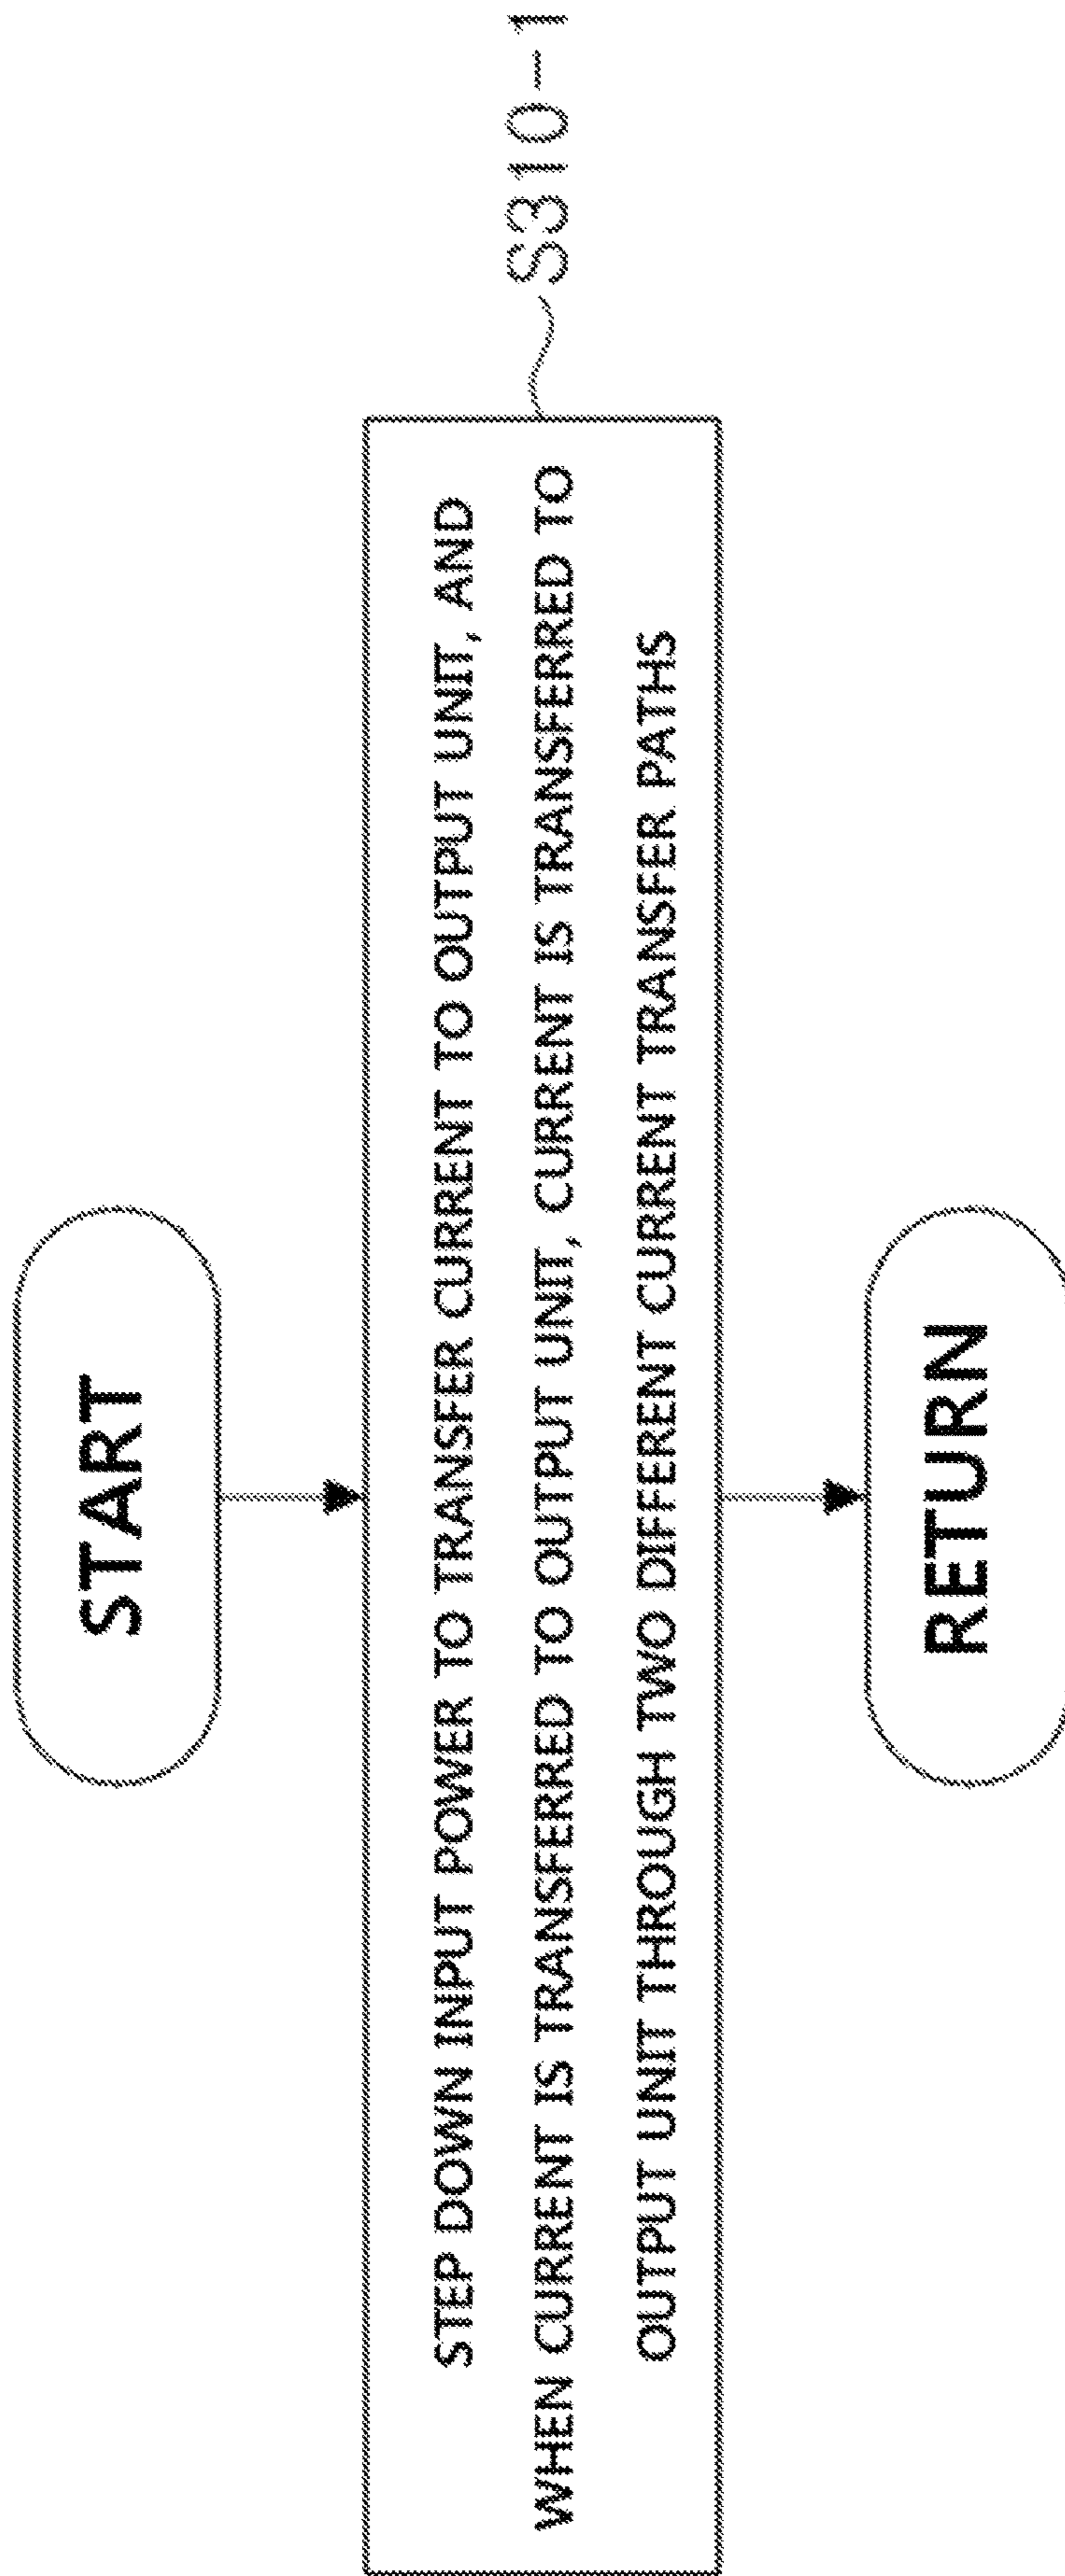 START
STEP DOWN INPUT POWER TO TRANSFER CURRENT TO OUTPUT UNIT, AND
WHEN CURRENT IS TRANSFERRED TO OUTPUT UNIT, CURRENT IS TRANSFERRED TO
OUTPUT UNIT THROUGH TWO DIFFERENT CURRENT TRANSFER PATHS
S310-1
RETURN